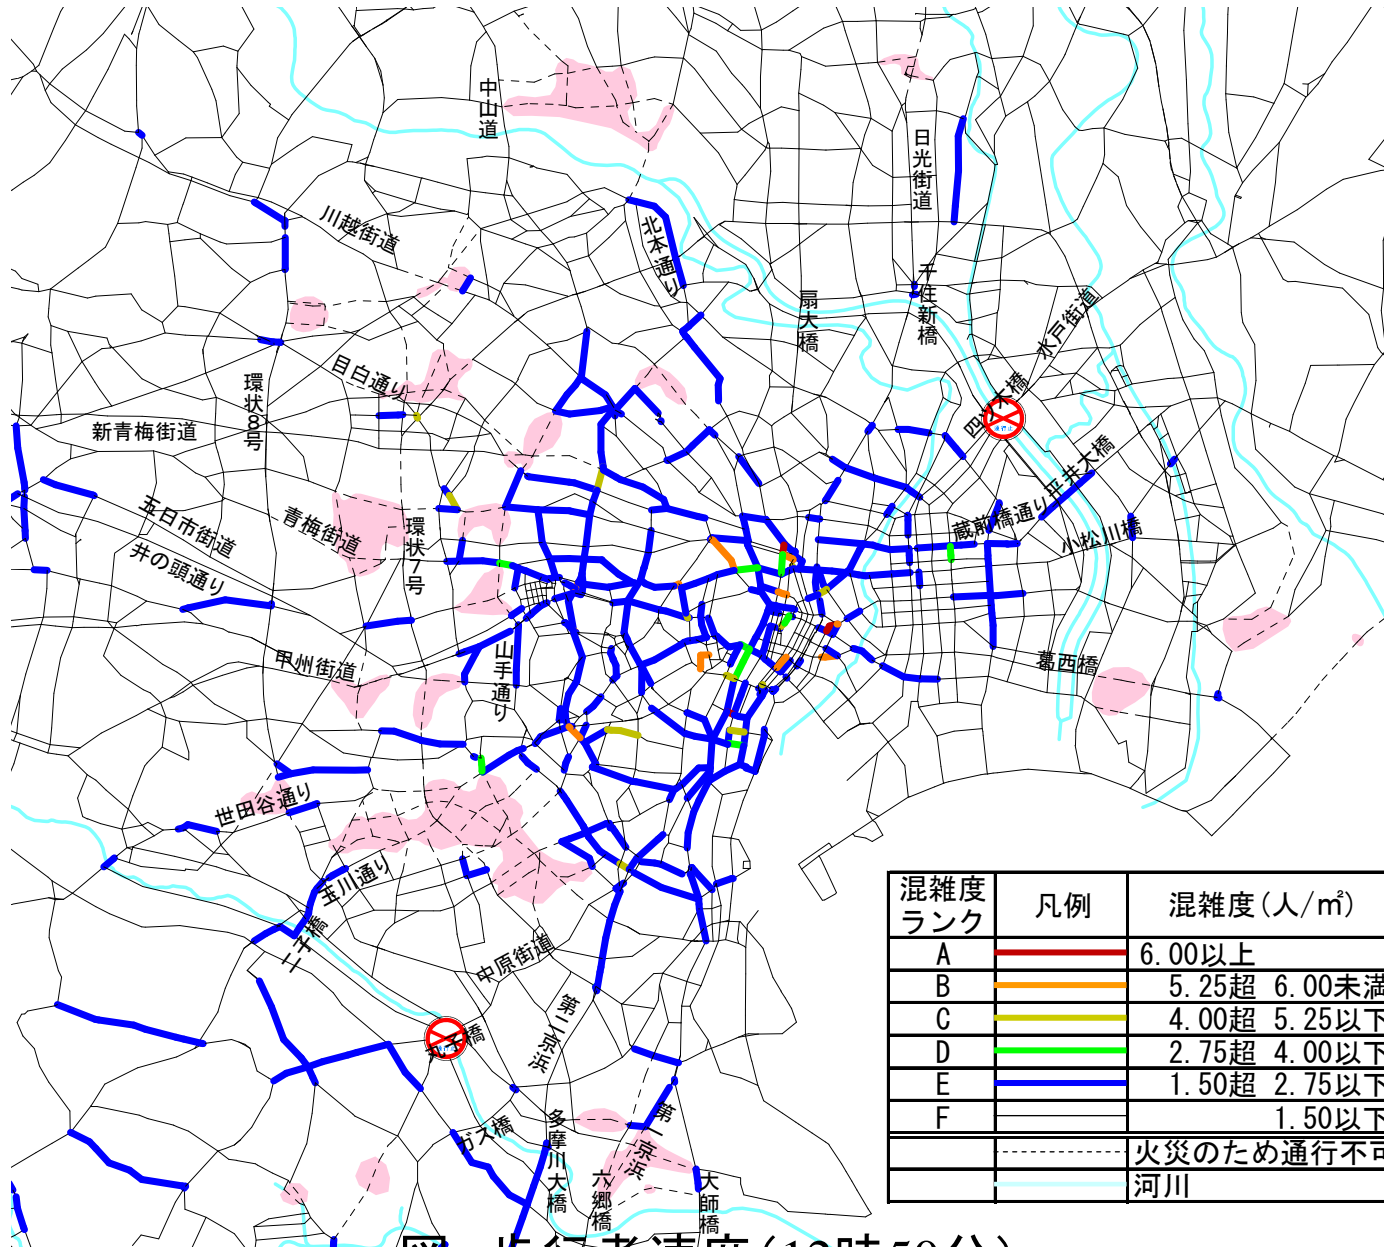 中山道
日光街道
川越街道
北本通り
千住新橋
扇大橋
水戸街道
目白通り
環状8号
四ツ木橋
新青梅街道
平井大橋
五日市街道
青梅街道
環状7号
蔵前橋通り
小松川橋
井の頭通り
甲州街道
山手通り
葛西橋
世田谷通り
玉川通り
二子橋
中原街道
第二京浜
丸子橋
ガス橋
多摩川大橋
六郷橋
第一京浜
大師橋
混雑度ランク 凡例 混雑度(人/㎡)
A 6.00以上
B 5.25超 6.00未満
C 4.00超 5.25以下
D 2.75超 4.00以下
E 1.50超 2.75以下
F 1.50以下
火災のため通行不可
河川